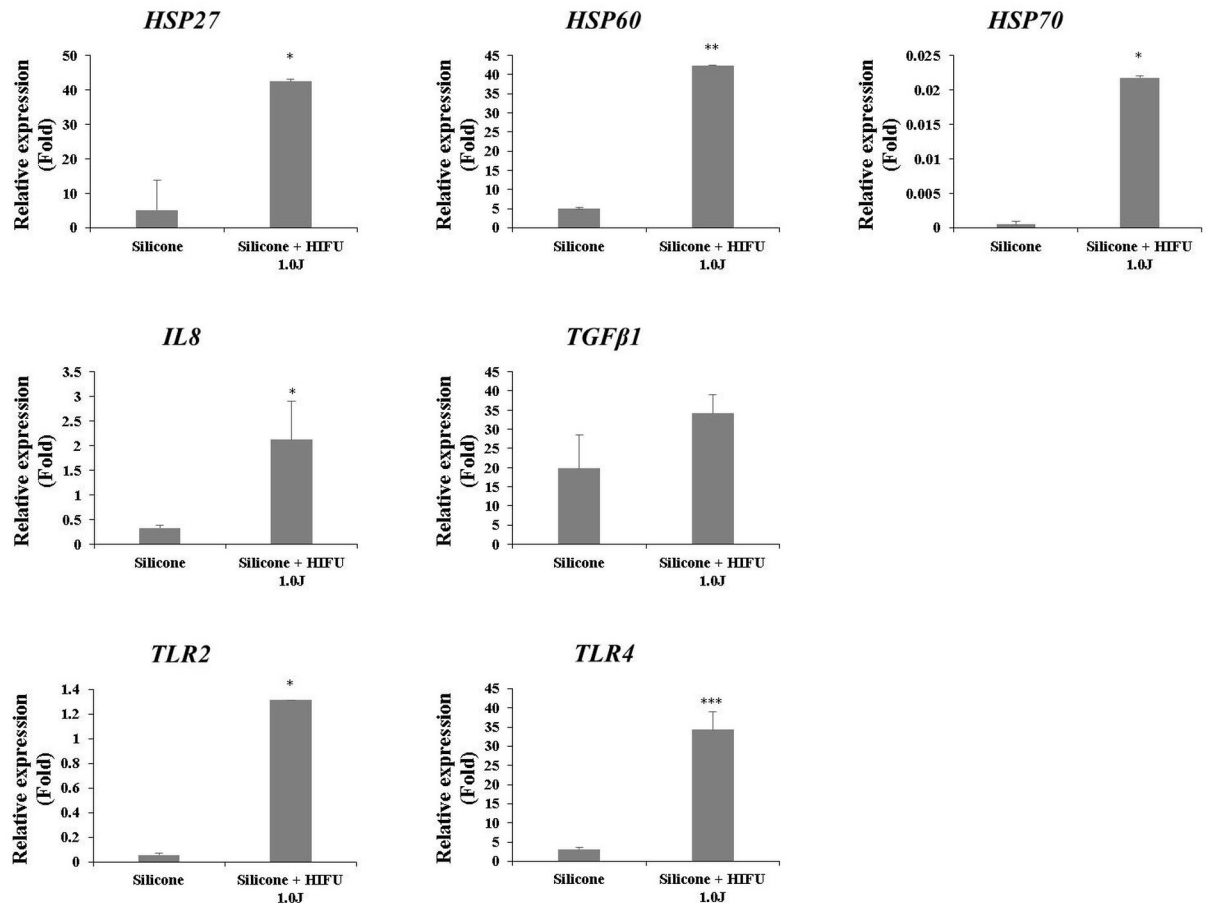 HSP27
HSP60
HSP70
Relative expression
(Fold)
50
40
30
20
10
0
*
Silicone
Silicone + HIFU
1.0J
Relative expression
(Fold)
45
40
35
30
25
20
15
10
5
0
**
Silicone
Silicone + HIFU
1.0J
Relative expression
(Fold)
0.025
0.02
0.015
0.01
0.005
0
*
Silicone
Silicone + HIFU
1.0J
IL8
TGFβ1
Relative expression
(Fold)
3.5
3
2.5
2
1.5
1
0.5
0
*
Silicone
Silicone + HIFU
1.0J
Relative expression
(Fold)
45
40
35
30
25
20
15
10
5
0
Silicone
Silicone + HIFU
1.0J
TLR2
TLR4
Relative expression
(Fold)
1.4
1.2
1
0.8
0.6
0.4
0.2
0
*
Silicone
Silicone + HIFU
1.0J
Relative expression
(Fold)
45
40
35
30
25
20
15
10
5
0
***
Silicone
Silicone + HIFU
1.0J